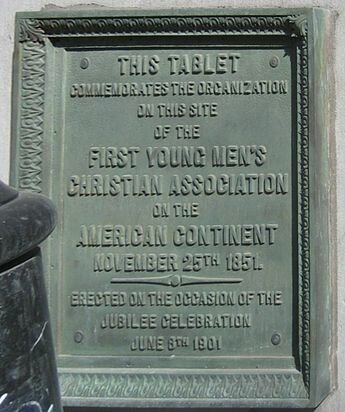 THIS TABLET
COMMEMORATES THE ORGANIZATION
ON THIS SITE
OF THE
FIRST YOUNG MEN'S
CHRISTIAN ASSOCIATION
ON THE
AMERICAN CONTINENT
NOVEMBER 25TH 1851.
ERECTED ON THE OCCASION OF THE
JUBILEE CELEBRATION
JUNE 8TH 1901